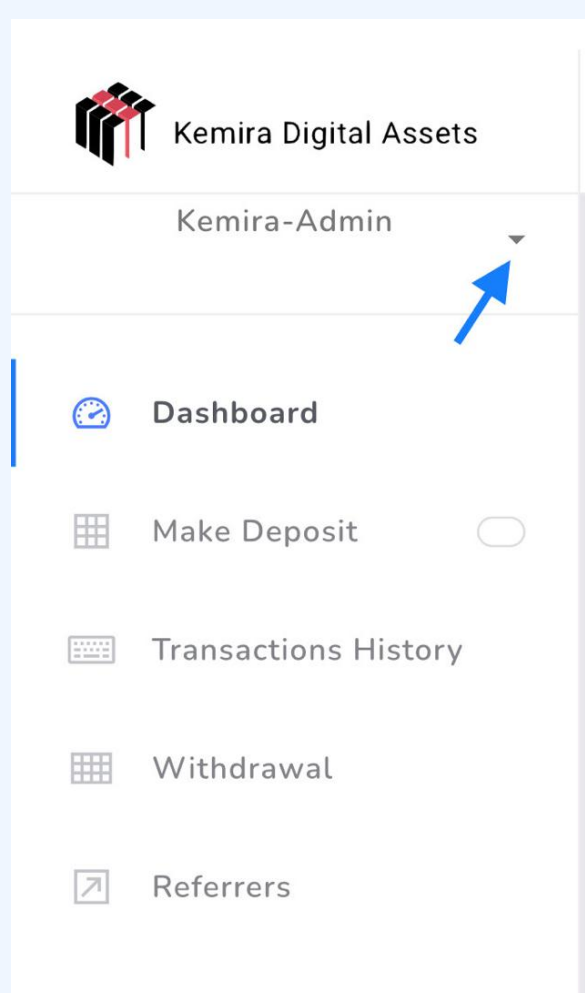 Kemira Digital Assets
Kemira-Admin
Dashboard
Make Deposit
Transactions History
Withdrawal
Referrers